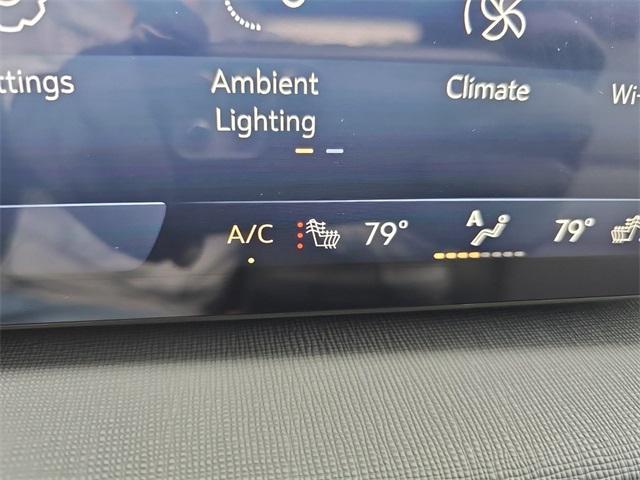 ttings
Ambient
Lighting
Climate
Wi-
A/C
79°
A
79°